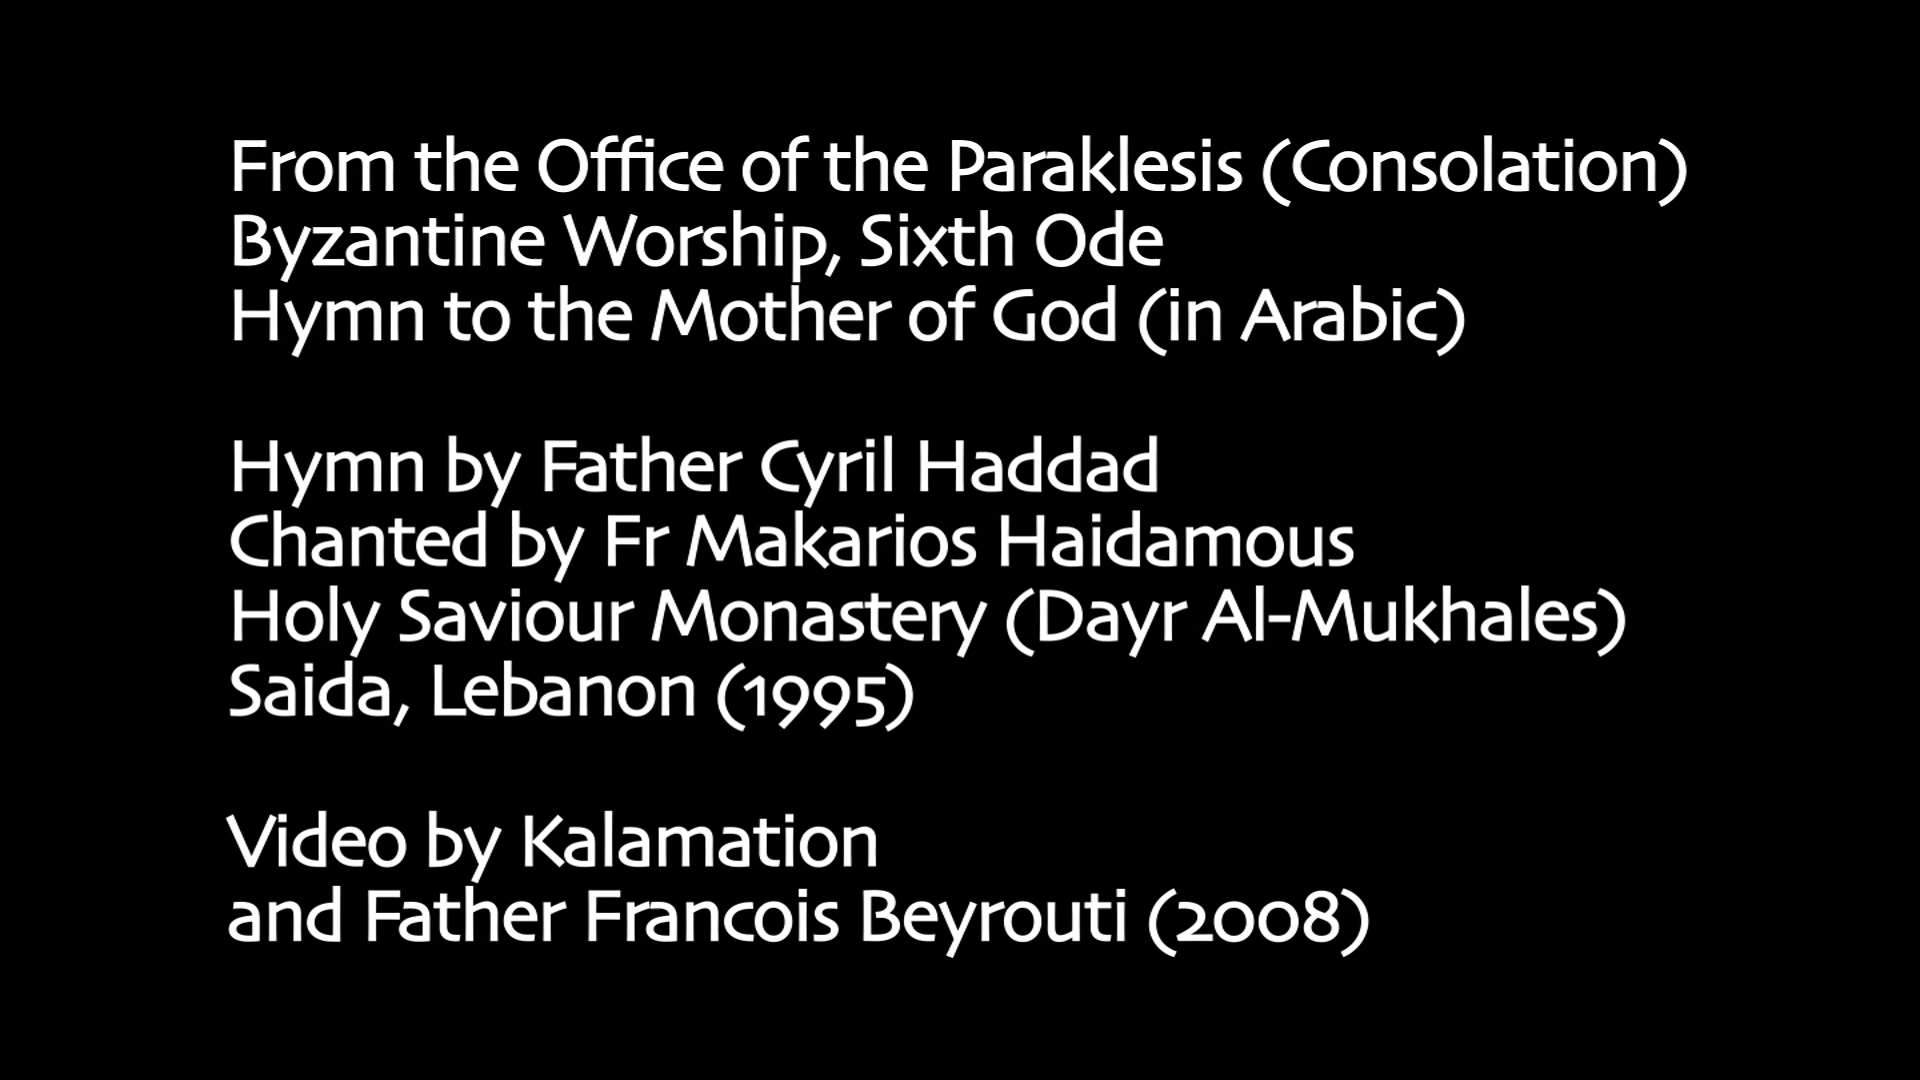 From the Office of the Paraklesis (Consolation)
Byzantine Worship, Sixth Ode
Hymn to the Mother of God (in Arabic)
Hymn by Father Cyril Haddad
Chanted by Fr Makarios Haidamous
Holy Saviour Monastery (Dayr Al-Mukhales)
Saida, Lebanon (1995)
Video by Kalamation
and Father Francois Beyrouti (2008)